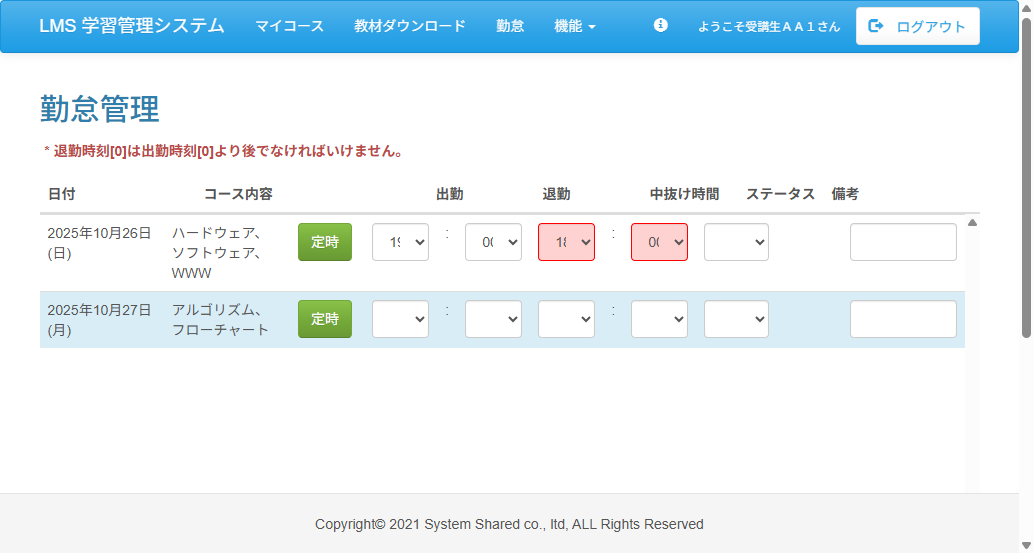 LMS 学習管理システム マイコース 教材ダウンロード 勤怠 機能 ようこそ受講生ＡＡ１さん ログアウト
勤怠管理
* 退勤時刻[0]は出勤時刻[0]より後でなければいけません。
日付 コース内容 出勤 退勤 中抜け時間 ステータス 備考
2025年10月26日 ハードウェア、 定時 : :
(日) ソフトウェア、
WWW
2025年10月27日 アルゴリズム、 定時 : :
(月) フローチャート
Copyright© 2021 System Shared co., ltd, ALL Rights Reserved